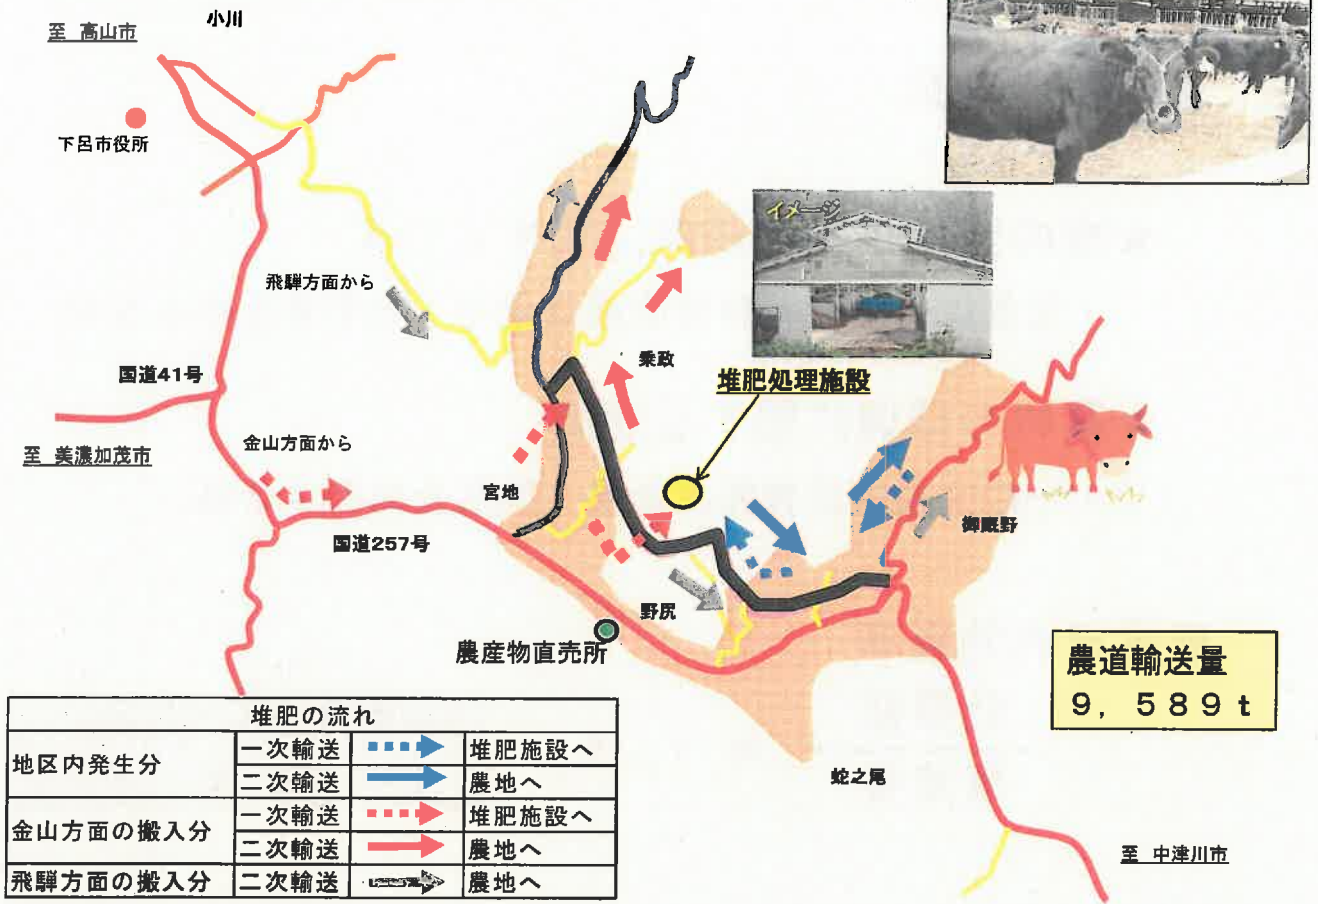 小川
至 高山市
下呂市役所
イメージ
飛騨方面から
乗政
国道41号
堆肥処理施設
金山方面から
至 美濃加茂市
宮地
御厩野
国道257号
野尻
農産物直売所
農道輸送量
9,589t
堆肥の流れ
地区内発生分 一次輸送 堆肥施設へ
二次輸送 農地へ
金山方面の搬入分 一次輸送 堆肥施設へ
二次輸送 農地へ
飛騨方面の搬入分 二次輸送 農地へ
蛇之尾
至 中津川市